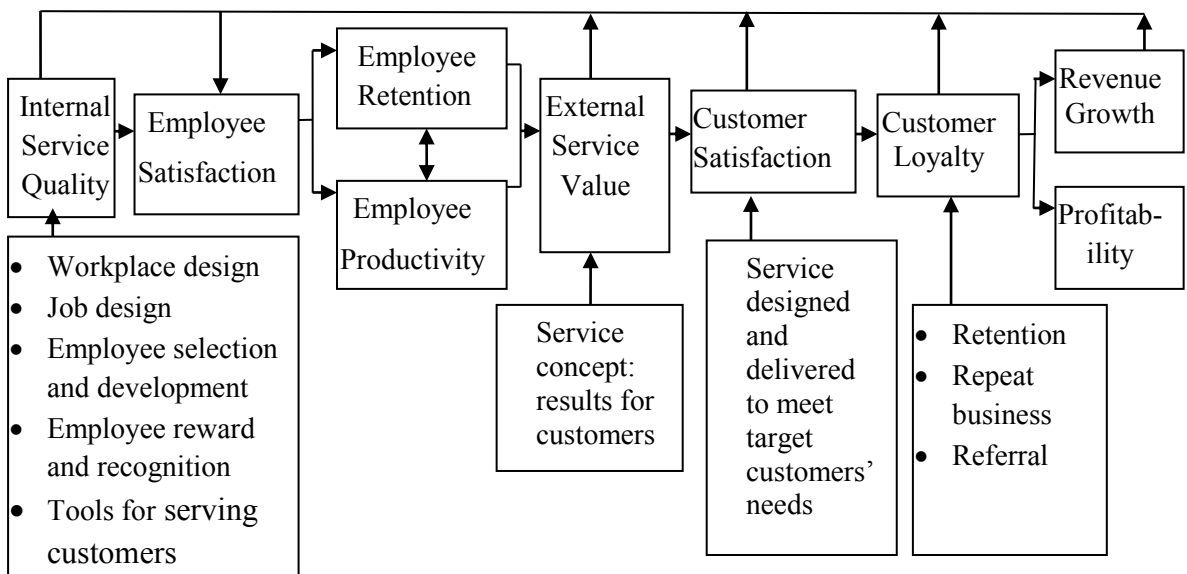 Internal
Service
Quality
Employee
Satisfaction
Employee
Retention
Employee
Productivity
External
Service
Value
Customer
Satisfaction
Customer
Loyalty
Revenue
Growth
Profitab-
ility
• Workplace design
• Job design
• Employee selection
and development
• Employee reward
and recognition
• Tools for serving
customers
Service
concept:
results for
customers
Service
designed
and
delivered
to meet
target
customers’
needs
• Retention
• Repeat
business
• Referral